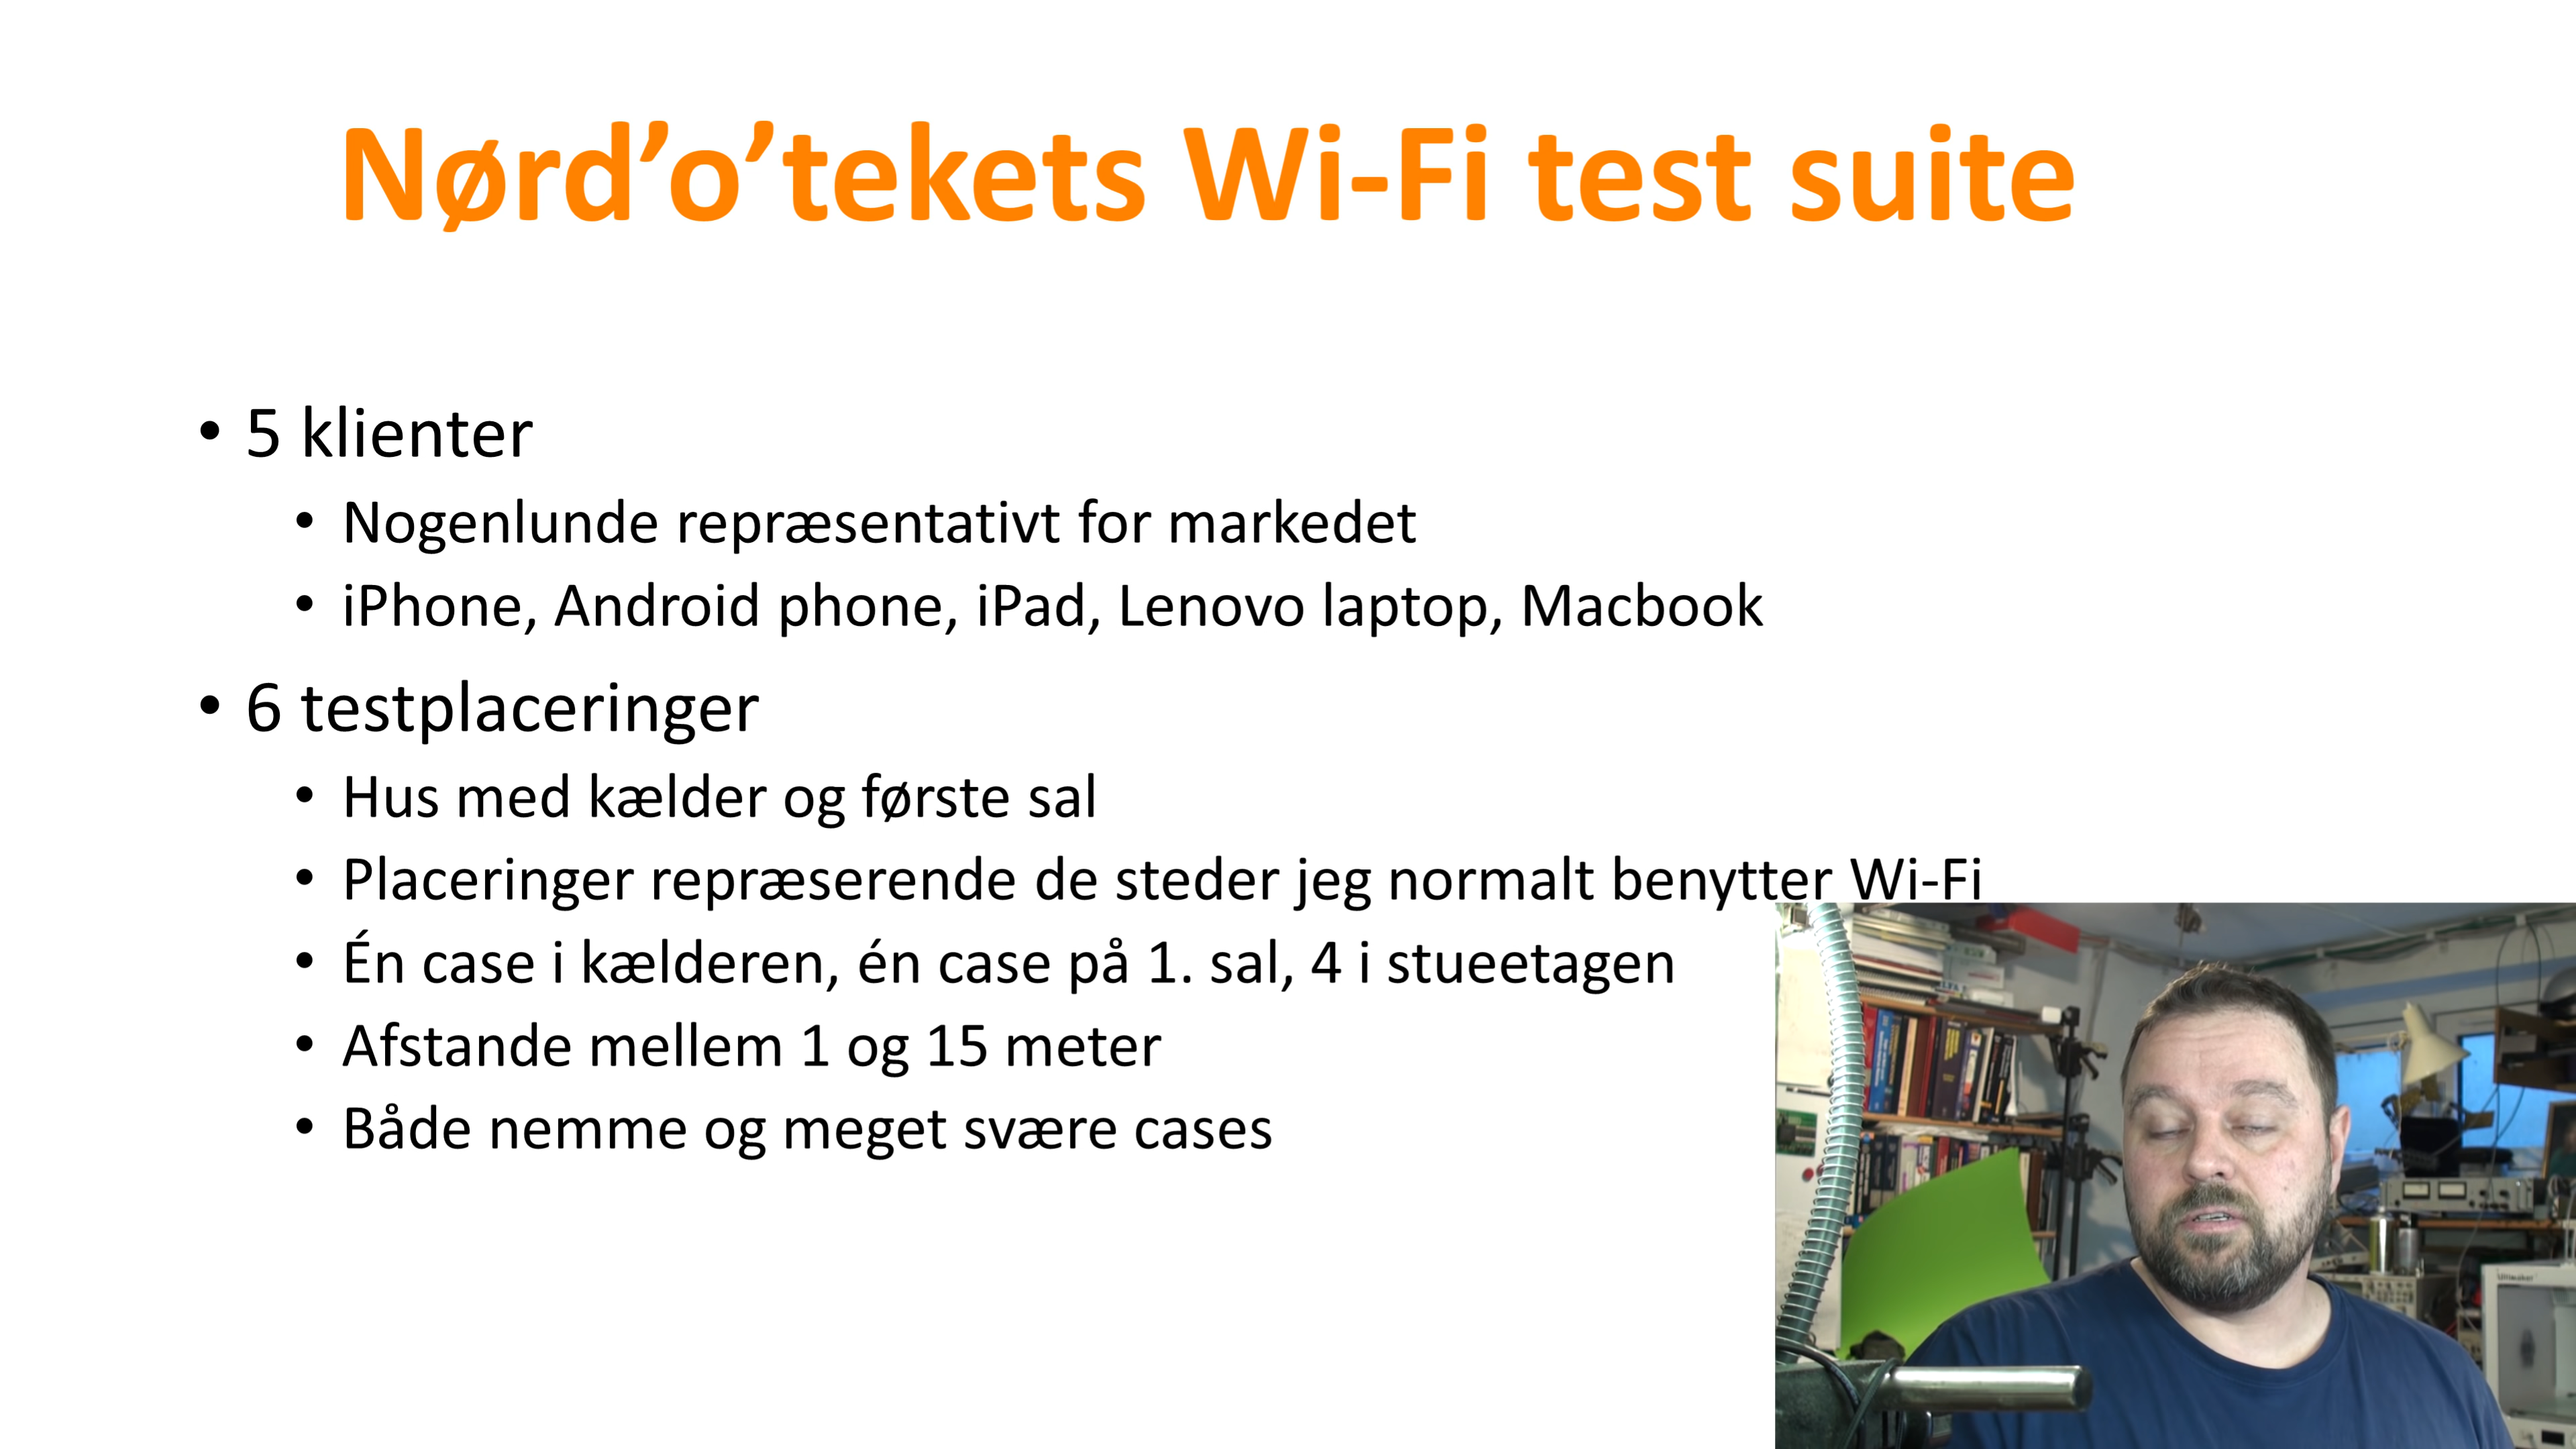 Nørd’o’tekets Wi-Fi test suite
• 5 klienter
• Nogenlunde repræsentativt for markedet
• iPhone, Android phone, iPad, Lenovo laptop, Macbook
• 6 testplaceringer
• Hus med kælder og første sal
• Placeringer repræserende de steder jeg normalt benytter Wi-Fi
• Én case i kælderen, én case på 1. sal, 4 i stueetagen
• Afstande mellem 1 og 15 meter
• Både nemme og meget svære cases
Ultimaker